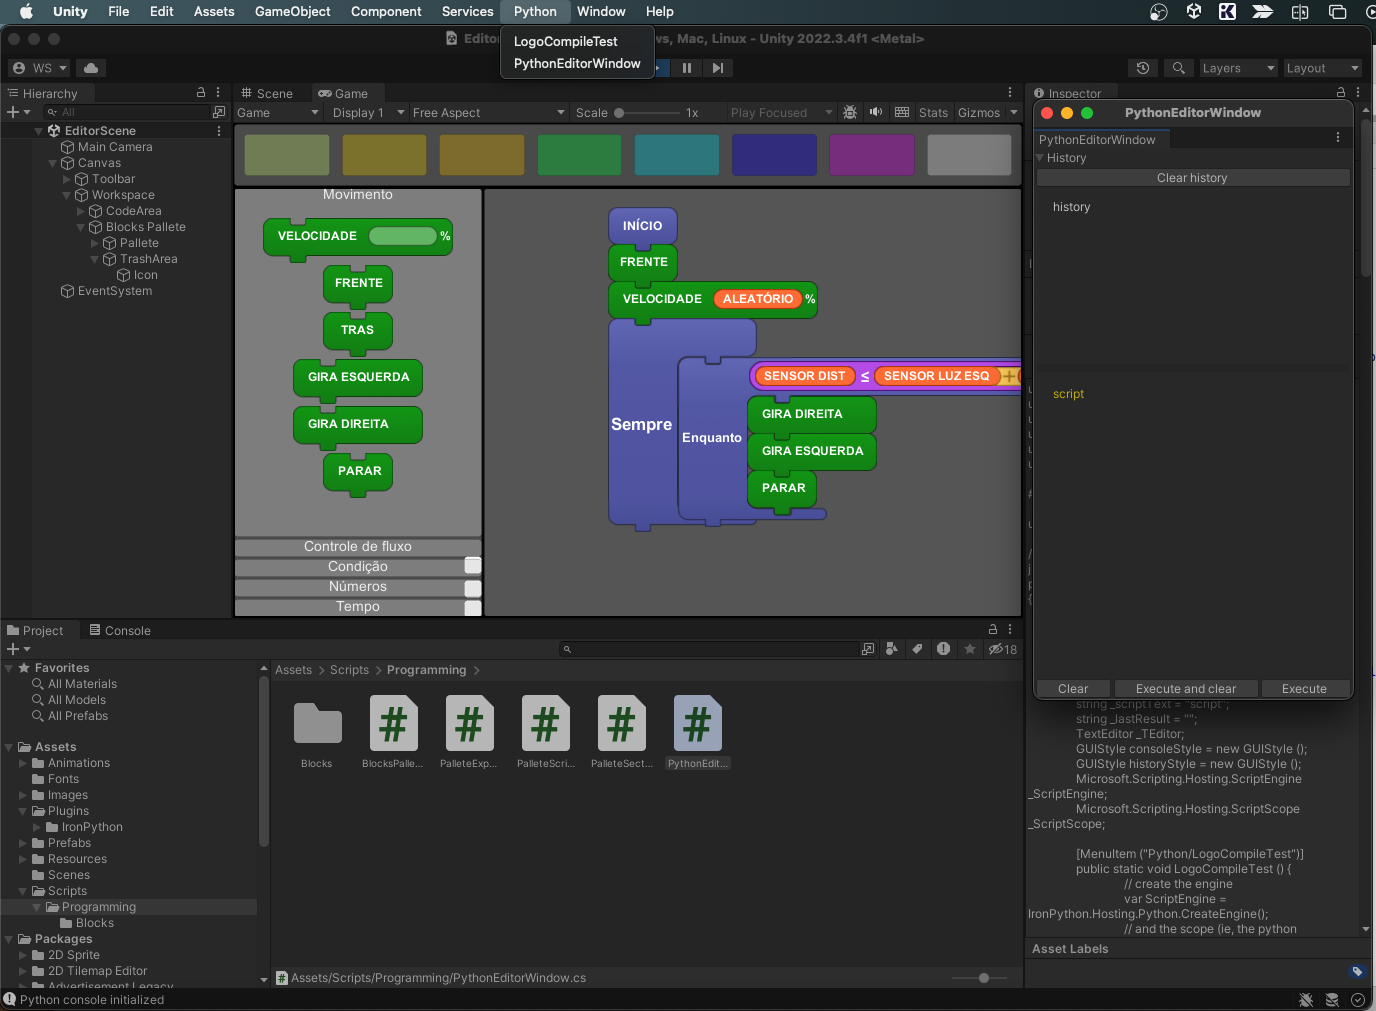 Unity File Edit Assets GameObject Component Services Python Window Help
LogoCompileTest
PythonEditorWindow
ws, Mac, Linux - Unity 2022.3.4f1 <Metal>
WS
Layers
Layout
Hierarchy
All
EditorScene
Main Camera
Canvas
Toolbar
Workspace
CodeArea
Blocks Pallete
Pallete
TrashArea
Icon
EventSystem
Scene
Game
Game
Display 1
Free Aspect
Scale
1x
Play Focused
Stats
Gizmos
Movimento
VELOCIDADE %
FRENTE
TRAS
GIRA ESQUERDA
GIRA DIREITA
PARAR
Controle de fluxo
Condição
Números
Tempo
INÍCIO
FRENTE
VELOCIDADE ALEATÓRIO %
Sempre
Enquanto
SENSOR DIST ≤ SENSOR LUZ ESQ +
GIRA DIREITA
GIRA ESQUERDA
PARAR
Inspector
PythonEditorWindow
PythonEditorWindow
History
Clear history
history
script
Clear
Execute and clear
Execute
string _scriptText = "script";
string _lastResult = "";
TextEditor _TEditor;
GUIStyle consoleStyle = new GUIStyle ();
GUIStyle historyStyle = new GUIStyle ();
Microsoft.Scripting.Hosting.ScriptEngine
_ScriptEngine;
Microsoft.Scripting.Hosting.ScriptScope
_ScriptScope;
[MenuItem ("Python/LogoCompileTest")]
public static void LogoCompileTest () {
// create the engine
var ScriptEngine =
IronPython.Hosting.Python.CreateEngine();
// and the scope (ie, the python
Asset Labels
Project
Console
18
Favorites
All Materials
All Models
All Prefabs
Assets
Animations
Fonts
Images
Plugins
IronPython
Prefabs
Resources
Scenes
Scripts
Programming
Blocks
Packages
2D Sprite
2D Tilemap Editor
Advertisement Legacy
Assets > Scripts > Programming >
Blocks
BlocksPalle...
PalleteExp...
PalleteScri...
PalleteSect...
PythonEdit...
Assets/Scripts/Programming/PythonEditorWindow.cs
Python console initialized